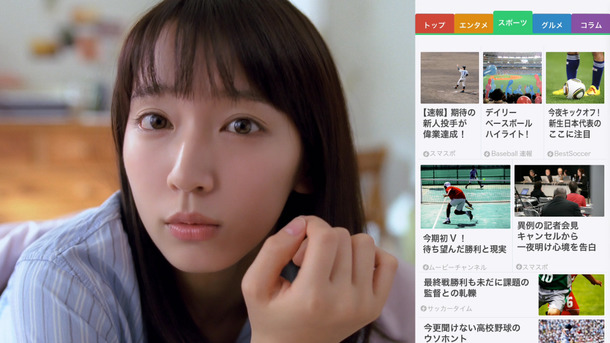 トップ
エンタメ
スポーツ
グルメ
コラム
【速報】期待の
新人投手が
偉業達成！
スマスポ
デイリー
ベースボール
ハイライト！
Baseball 速報
今夜キックオフ！
新生日本代表の
ここに注目
BestSoccer
今期初 V ！
待ち望んだ勝利と現実
ムービーチャンネル
異例の記者会見
キャンセルから
一夜明け心境を告白
スマスポ
最終戦勝利も未だに課題の
監督との軋轢
サッカータイム
今更聞けない高校野球の
ウソホント